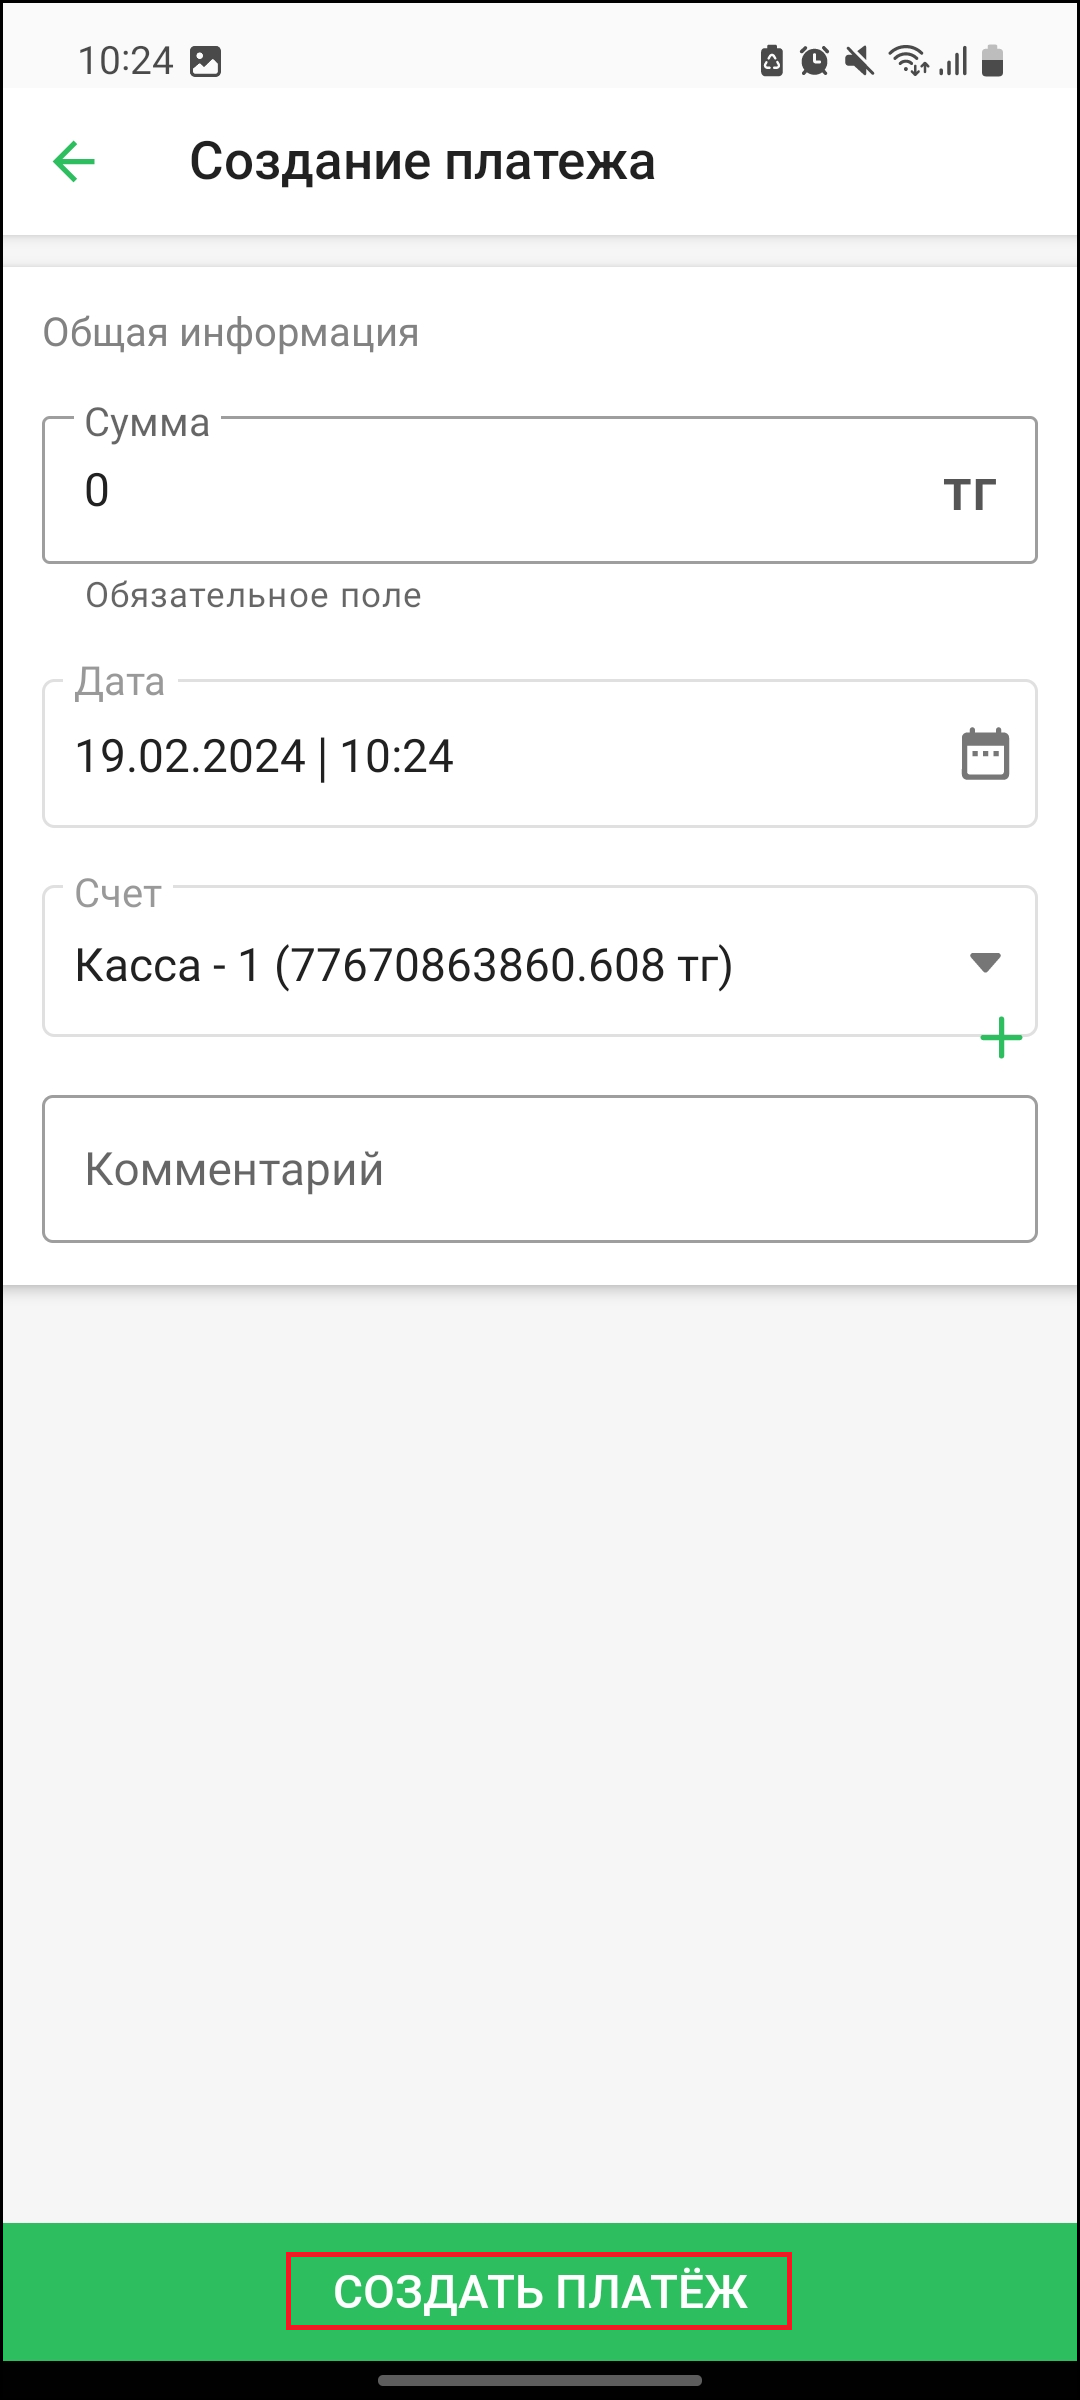 10:24
Создание платежа
Общая информация
Сумма
0 тг
Обязательное поле
Дата
19.02.2024 | 10:24
Счет
Касса - 1 (77670863860.608 тг)
Комментарий
СОЗДАТЬ ПЛАТЁЖ